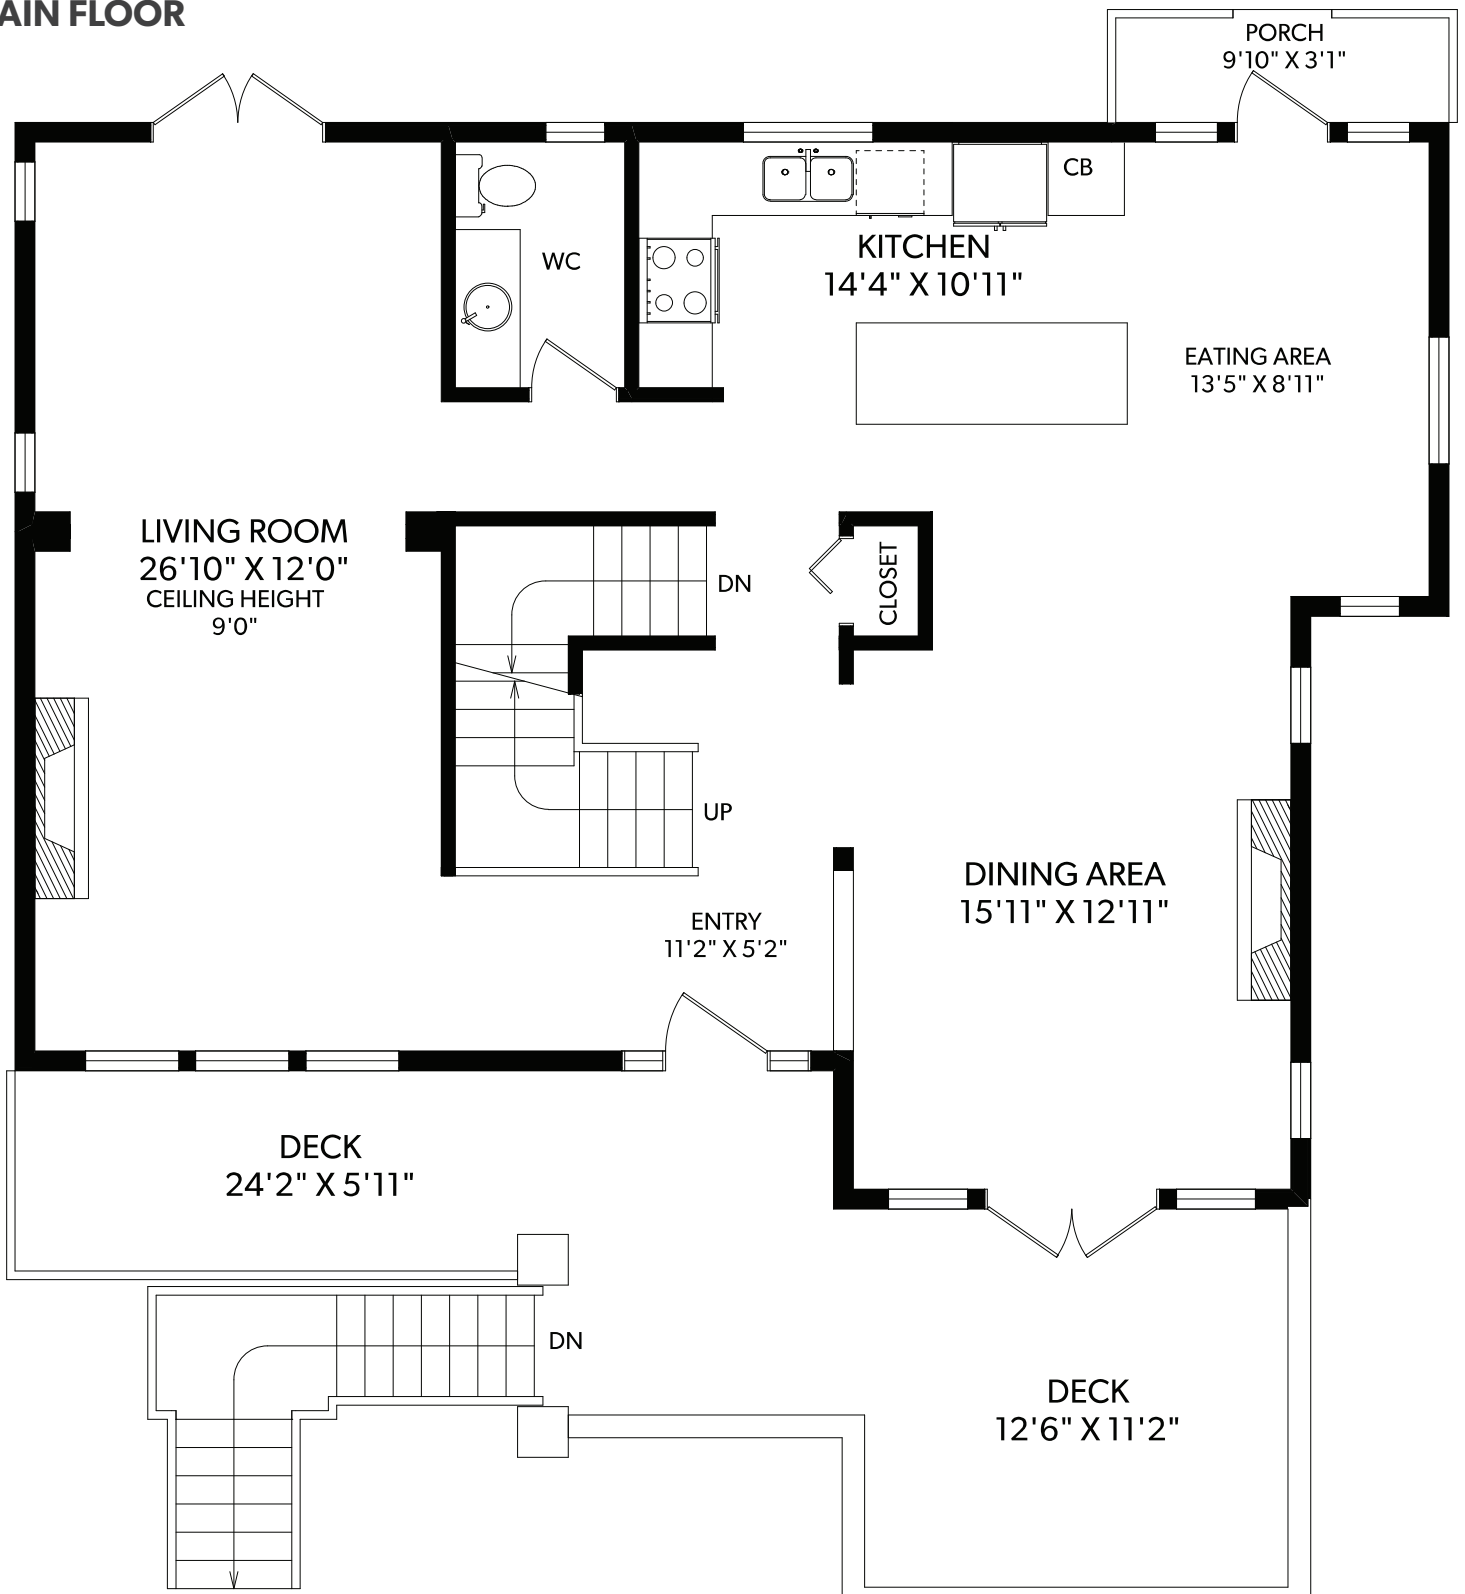 AIN FLOOR
PORCH
9'10" X 3'1"
CB
KITCHEN
14'4" X 10'11"
WC
EATING AREA
13'5" X 8'11"
LIVING ROOM
26'10" X 12'0"
CEILING HEIGHT
9'0"
DN
CLOSET
UP
DINING AREA
15'11" X 12'11"
ENTRY
11'2" X 5'2"
DECK
24'2" X 5'11"
DN
DECK
12'6" X 11'2"